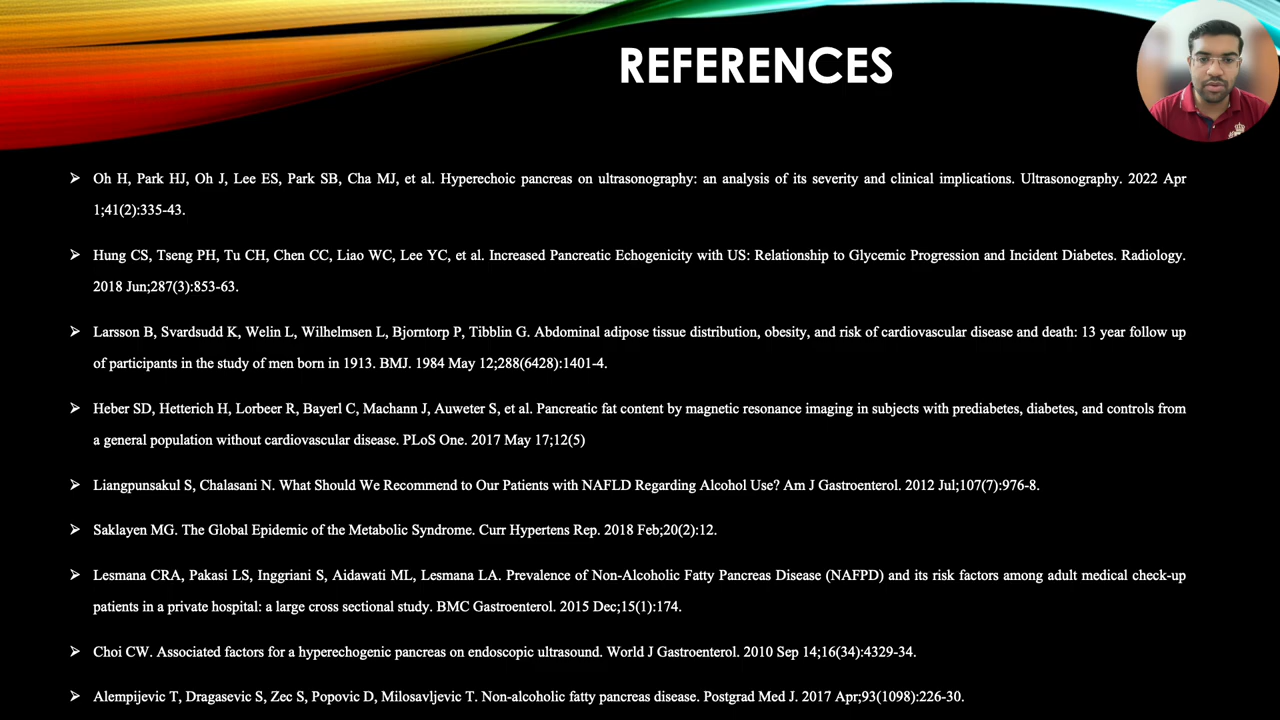 REFERENCES
➢ Oh H, Park HJ, Oh J, Lee ES, Park SB, Cha MJ, et al. Hyperechoic pancreas on ultrasonography: an analysis of its severity and clinical implications. Ultrasonography. 2022 Apr
1;41(2):335-43.
➢ Hung CS, Tseng PH, Tu CH, Chen CC, Liao WC, Lee YC, et al. Increased Pancreatic Echogenicity with US: Relationship to Glycemic Progression and Incident Diabetes. Radiology.
2018 Jun;287(3):853-63.
➢ Larsson B, Svardsudd K, Welin L, Wilhelmsen L, Bjorntorp P, Tibblin G. Abdominal adipose tissue distribution, obesity, and risk of cardiovascular disease and death: 13 year follow up
of participants in the study of men born in 1913. BMJ. 1984 May 12;288(6428):1401-4.
➢ Heber SD, Hetterich H, Lorbeer R, Bayerl C, Machann J, Auweter S, et al. Pancreatic fat content by magnetic resonance imaging in subjects with prediabetes, diabetes, and controls from
a general population without cardiovascular disease. PLoS One. 2017 May 17;12(5)
➢ Liangpunsakul S, Chalasani N. What Should We Recommend to Our Patients with NAFLD Regarding Alcohol Use? Am J Gastroenterol. 2012 Jul;107(7):976-8.
➢ Saklayen MG. The Global Epidemic of the Metabolic Syndrome. Curr Hypertens Rep. 2018 Feb;20(2):12.
➢ Lesmana CRA, Pakasi LS, Inggriani S, Aidawati ML, Lesmana LA. Prevalence of Non-Alcoholic Fatty Pancreas Disease (NAFPD) and its risk factors among adult medical check-up
patients in a private hospital: a large cross sectional study. BMC Gastroenterol. 2015 Dec;15(1):174.
➢ Choi CW. Associated factors for a hyperechogenic pancreas on endoscopic ultrasound. World J Gastroenterol. 2010 Sep 14;16(34):4329-34.
➢ Alempijevic T, Dragasevic S, Zec S, Popovic D, Milosavljevic T. Non-alcoholic fatty pancreas disease. Postgrad Med J. 2017 Apr;93(1098):226-30.